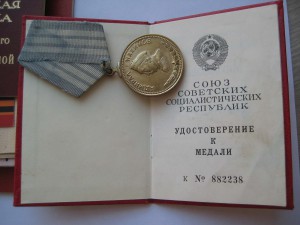 СОЮЗ
СОВЕТСКИХ
СОЦИАЛИСТИЧЕСКИХ
РЕСПУБЛИК
УДОСТОВЕРЕНИЕ
К
МЕДАЛИ
К № 882238